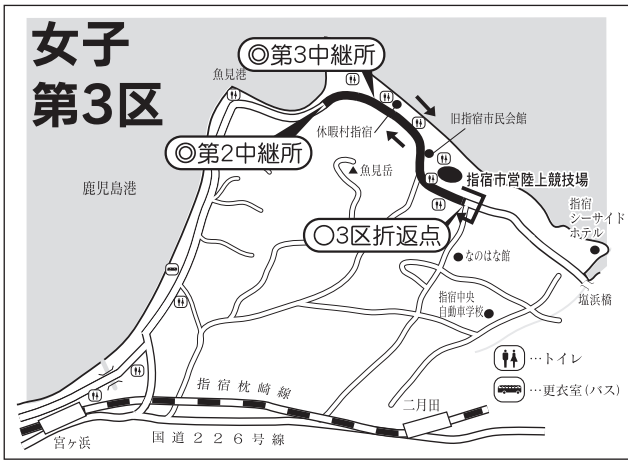 女子
第3区
◎第3中継所
魚見港
休暇村指宿
旧指宿市民会館
◎第2中継所
魚見岳
指宿市営陸上競技場
鹿児島港
指宿
シーサイド
ホテル
○3区折返点
なのはな館
塩浜橋
指宿中央
自動車学校
…トイレ
…更衣室(バス)
指宿枕崎線
二月田
宮ヶ浜
国道226号線